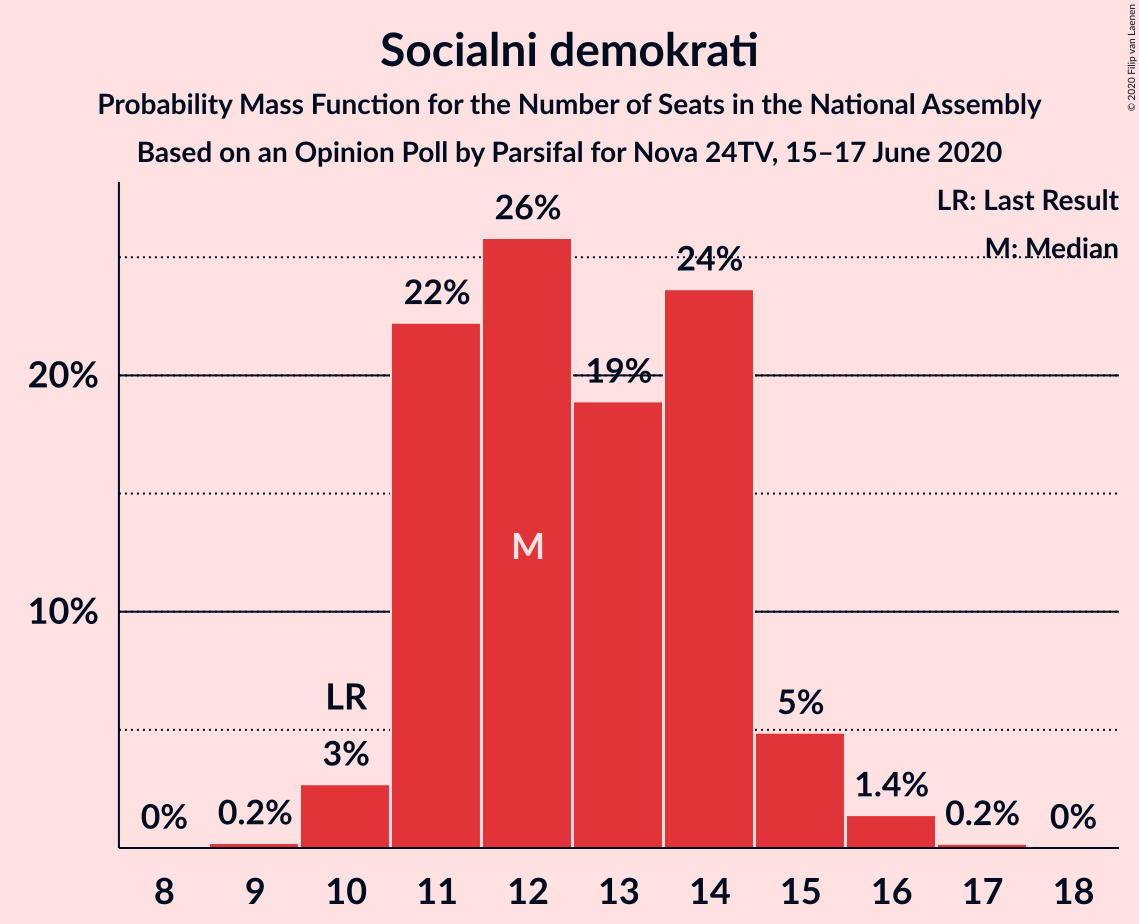 Socialni demokrati
Probability Mass Function for the Number of Seats in the National Assembly
Based on an Opinion Poll by Parsifal for Nova 24TV, 15–17 June 2020
© 2020 Filip van Laenen
LR: Last Result
M: Median
26%
24%
22%
19%
20%
M
10%
LR
5%
3%
1.4%
0%
0.2%
0.2%
0%
8 9 10 11 12 13 14 15 16 17 18